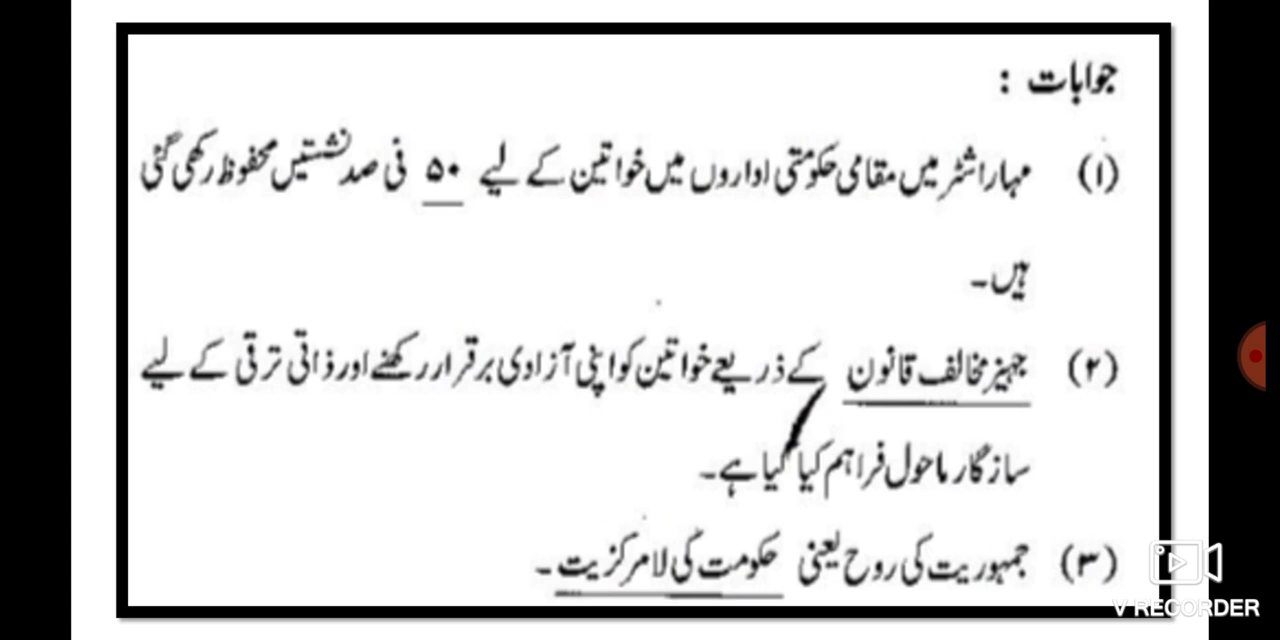 جوابات :
(۱) مہاراشٹر میں مقامی حکومتی اداروں میں خواتین کے لیے ۵۰ فی صد نشستیں محفوظ رکھی گئی
ہیں۔
(۲) جہیز مخالف قانون کے ذریعے خواتین کو اپنی آزادی برقرار رکھنے اور ذاتی ترقی کے لیے
سازگار ماحول فراہم کیا گیا ہے۔
(۳) جمہوریت کی روح یعنی حکومت کی لامرکزیت۔
V RECORDER